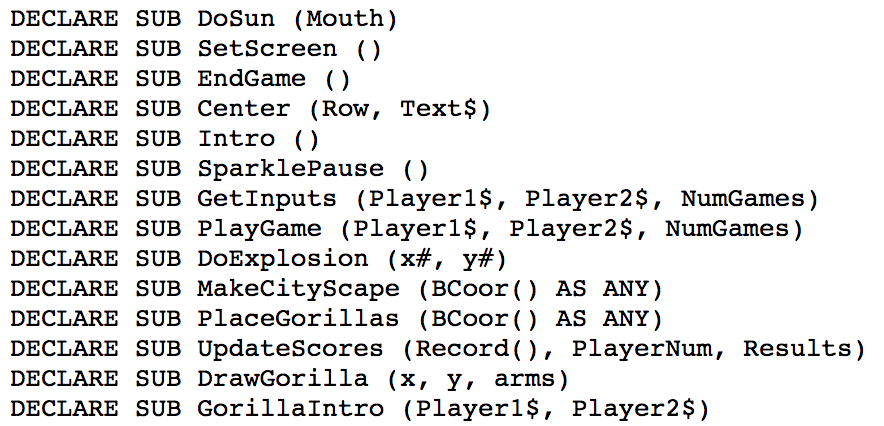 DECLARE SUB DoSun (Mouth)
DECLARE SUB SetScreen ()
DECLARE SUB EndGame ()
DECLARE SUB Center (Row, Text$)
DECLARE SUB Intro ()
DECLARE SUB SparklePause ()
DECLARE SUB GetInputs (Player1$, Player2$, NumGames)
DECLARE SUB PlayGame (Player1$, Player2$, NumGames)
DECLARE SUB DoExplosion (x#, y#)
DECLARE SUB MakeCityScape (BCoor() AS ANY)
DECLARE SUB PlaceGorillas (BCoor() AS ANY)
DECLARE SUB UpdateScores (Record(), PlayerNum, Results)
DECLARE SUB DrawGorilla (x, y, arms)
DECLARE SUB GorillaIntro (Player1$, Player2$)